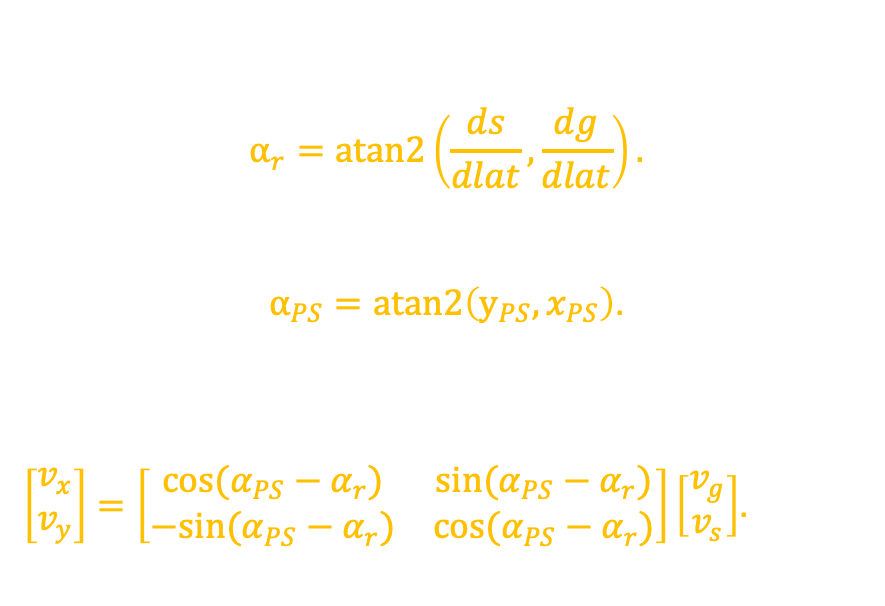 α_r = atan2(ds/dlat, dg/dlat).
α_PS = atan2(y_PS, x_PS).
[v_x; v_y] = [cos(α_PS − α_r) sin(α_PS − α_r); −sin(α_PS − α_r) cos(α_PS − α_r)] [v_g; v_s].